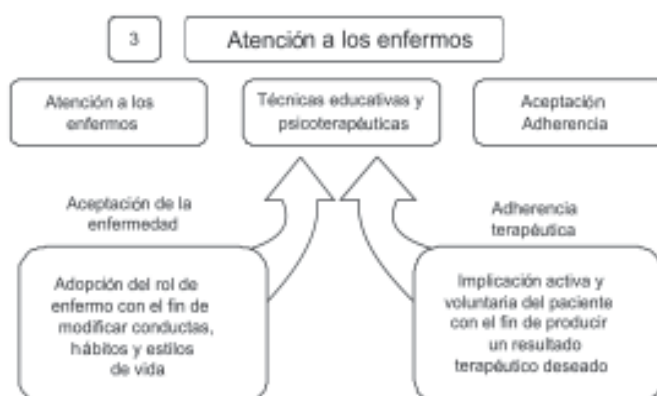 3
Atención a los enfermos
Atención a los
enfermos
Técnicas educativas y
psicoterapéuticas
Aceptación
Adherencia
Aceptación de la
enfermedad
Adherencia
terapéutica
Adopción del rol de
enfermo con el fin de
modificar conductas,
hábitos y estilos
de vida
Implicación activa y
voluntaria del paciente
con el fin de producir
un resultado
terapéutico deseado